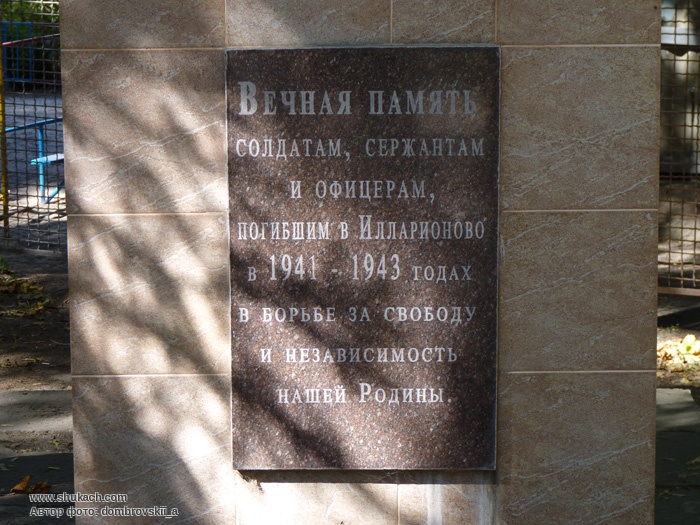 Вечная память
солдатам, сержантам
и офицерам,
погибшим в Илларионово
в 1941 - 1943 годах
в борьбе за свободу
и независимость
нашей Родины.
www.shukach.com
Автор фото: dombrovskii_a